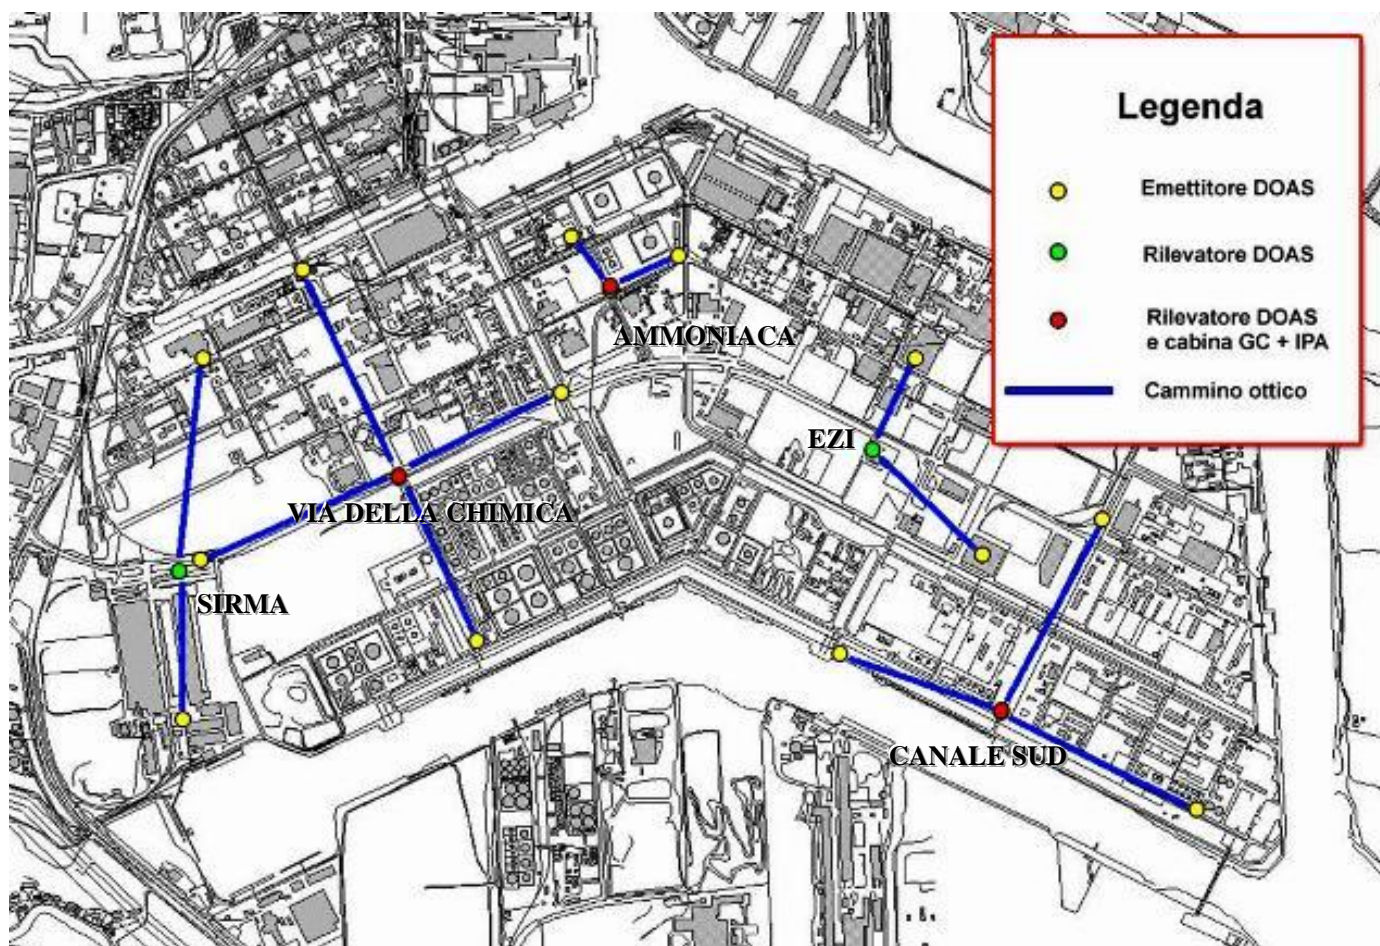 Legenda
Emettitore DOAS
Rilevatore DOAS
Rilevatore DOAS
e cabina GC + IPA
Cammino ottico
AMMONIACA
EZI
VIA DELLA CHIMICA
SIRMA
CANALE SUD